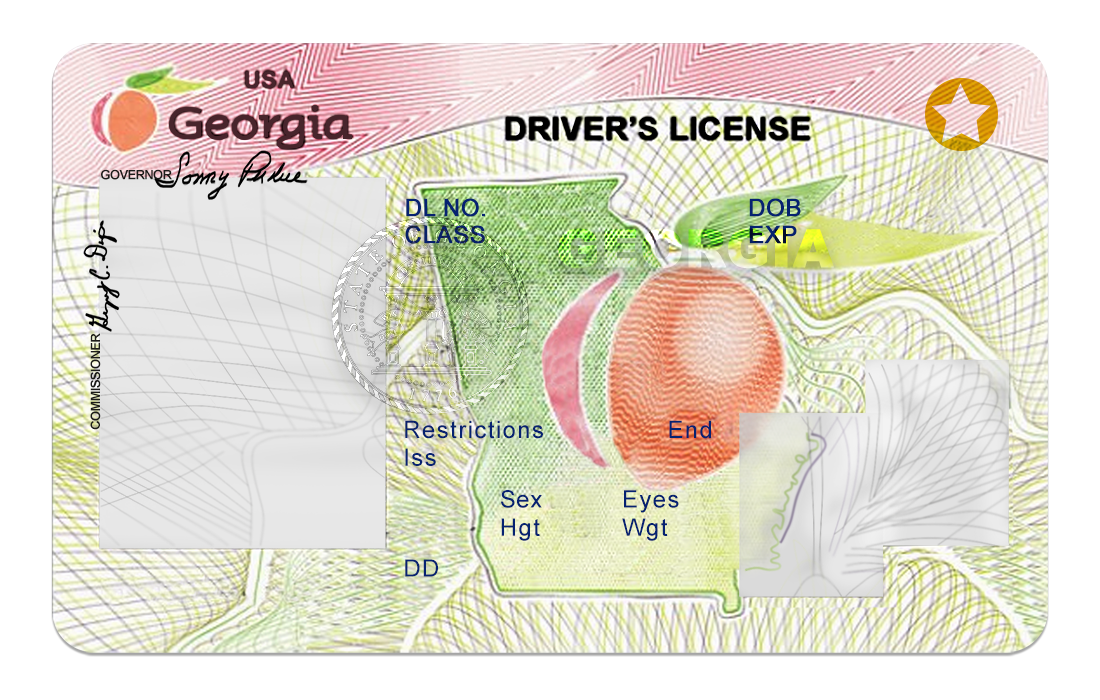 USA
Georgia
DRIVER'S LICENSE
GOVERNOR Sonny Perdue
DL NO.
DOB
CLASS
EXP
GEORGIA
STATE
COMMISSIONER
Restrictions
End
Iss
Sex
Eyes
Hgt
Wgt
DD